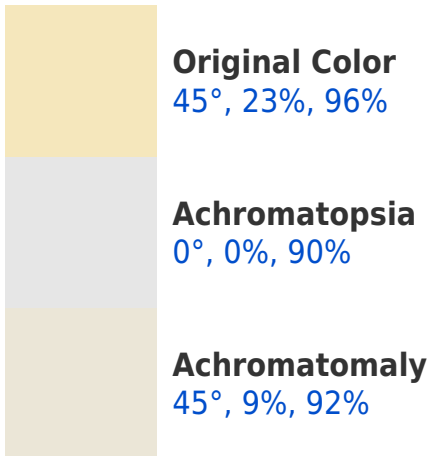 Original Color
45°, 23%, 96%
Achromatopsia
0°, 0%, 90%
Achromatomaly
45°, 9%, 92%